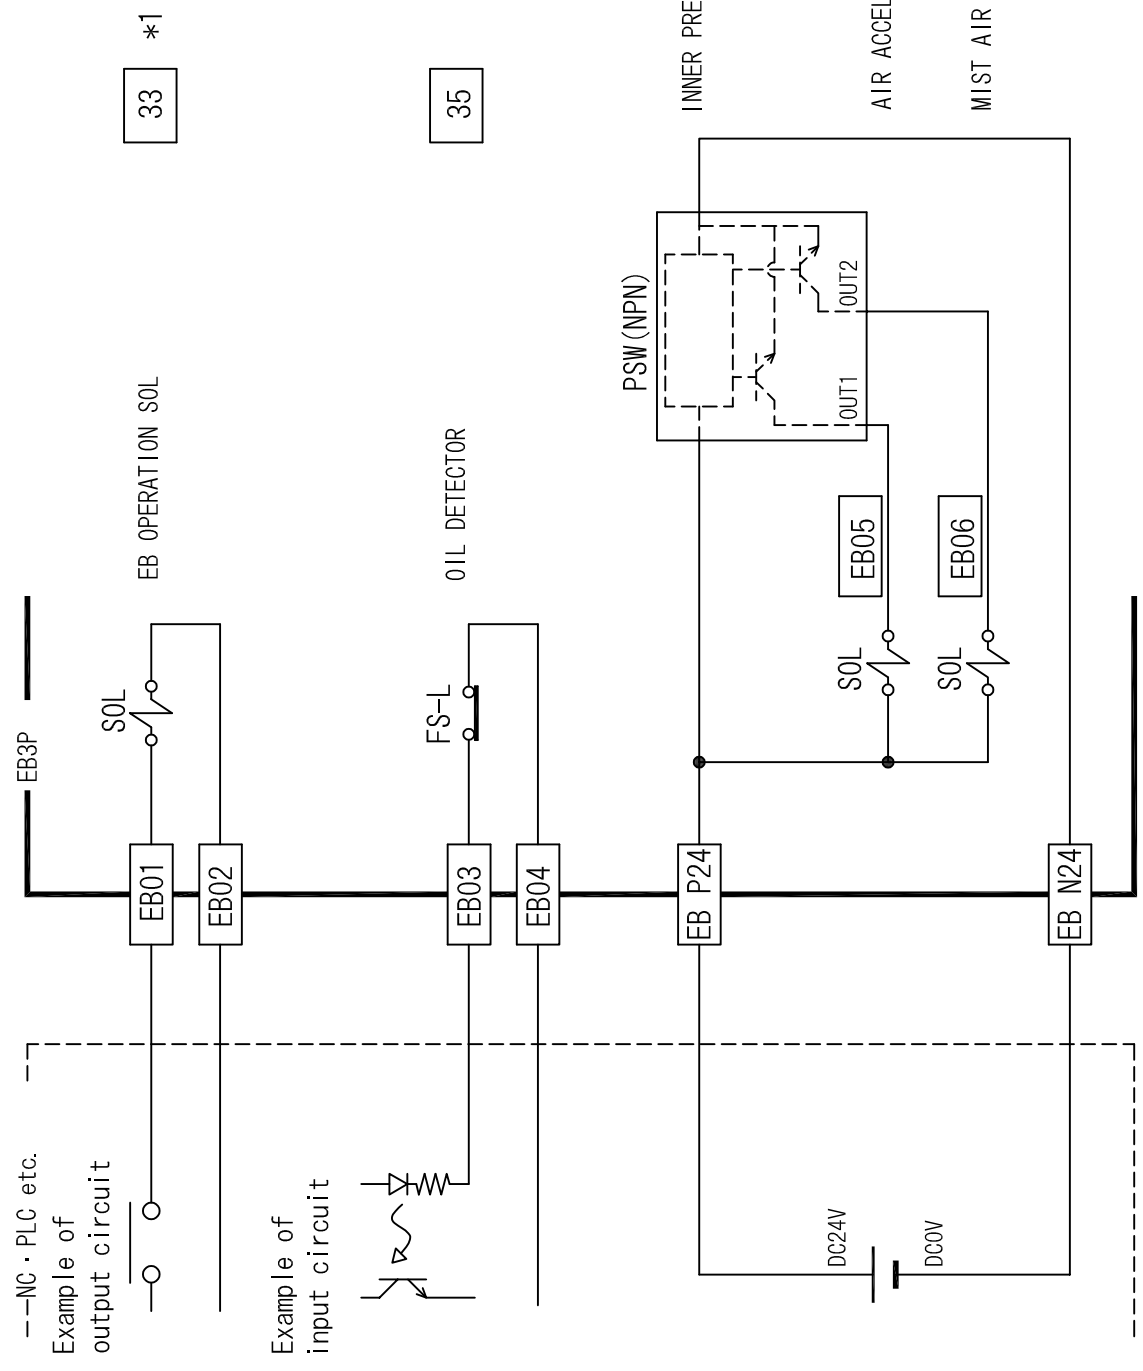 EB3P
--NC・PLC etc.
Example of
output circuit
EB01
SOL
EB OPERATION SOL
33
*1
EB02
Example of
input circuit
EB03
FS-L
OIL DETECTOR
35
EB04
EB P24
PSW(NPN)
INNER PRE
DC24V
SOL
EB05
OUT1
OUT2
AIR ACCEL
DC0V
SOL
EB06
MIST AIR
EB N24